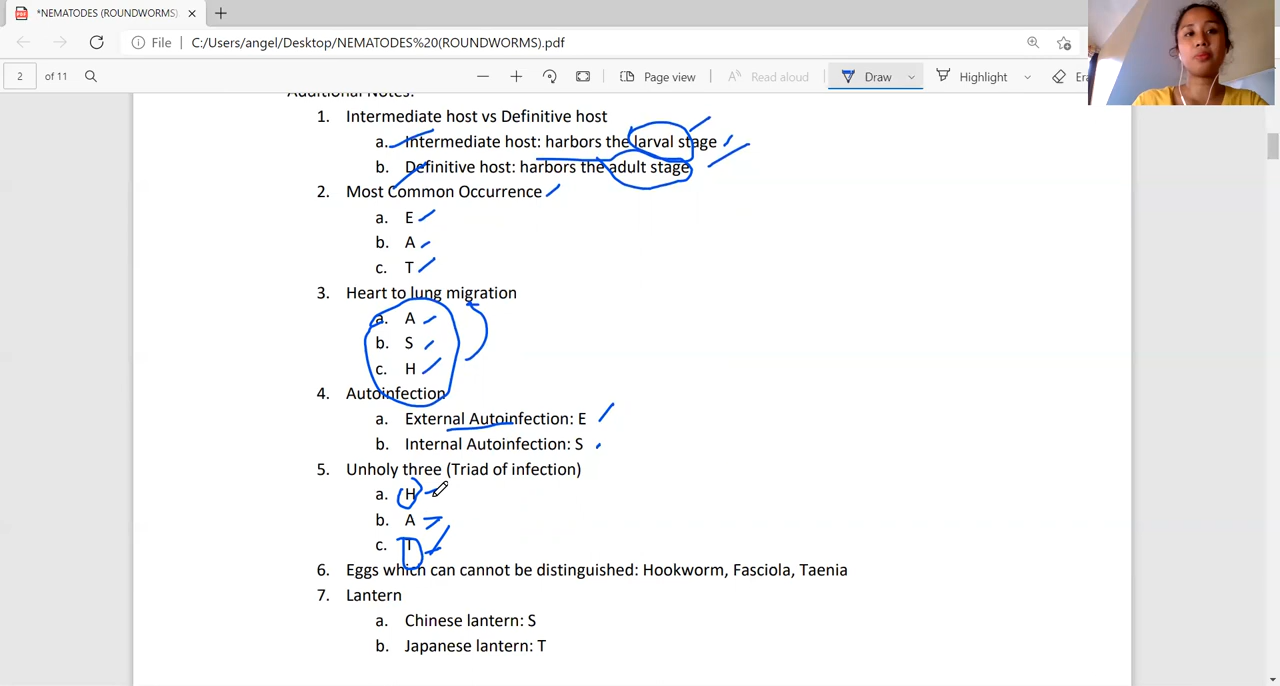 *NEMATODES (ROUNDWORMS)
File C:/Users/angel/Desktop/NEMATODES%20(ROUNDWORMS).pdf
2 of 11 Page view Read aloud Draw Highlight
Additional Notes:
1. Intermediate host vs Definitive host
a. Intermediate host: harbors the larval stage
b. Definitive host: harbors the adult stage
2. Most Common Occurrence
a. E
b. A
c. T
3. Heart to lung migration
a. A
b. S
c. H
4. Autoinfection
a. External Autoinfection: E
b. Internal Autoinfection: S
5. Unholy three (Triad of infection)
a. H
b. A
c. T
6. Eggs which can cannot be distinguished: Hookworm, Fasciola, Taenia
7. Lantern
a. Chinese lantern: S
b. Japanese lantern: T